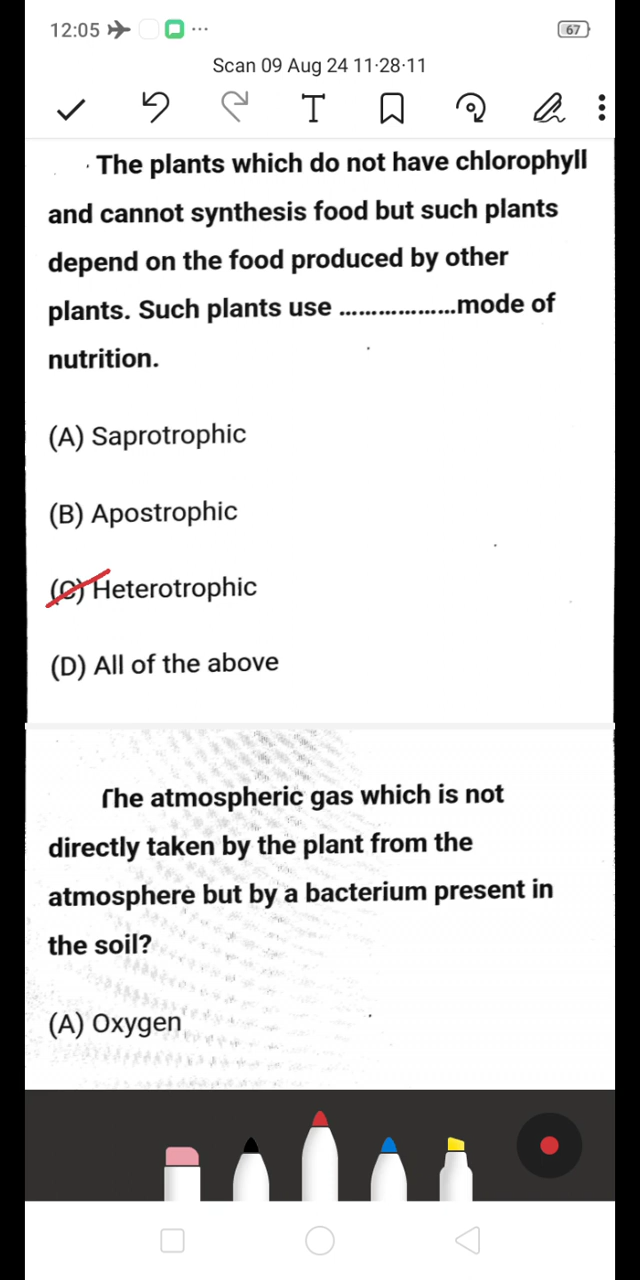 12:05
67
Scan 09 Aug 24 11·28·11
T
The plants which do not have chlorophyll
and cannot synthesis food but such plants
depend on the food produced by other
plants. Such plants use ..................mode of
nutrition.
(A) Saprotrophic
(B) Apostrophic
(C) Heterotrophic
(D) All of the above
The atmospheric gas which is not
directly taken by the plant from the
atmosphere but by a bacterium present in
the soil?
(A) Oxygen